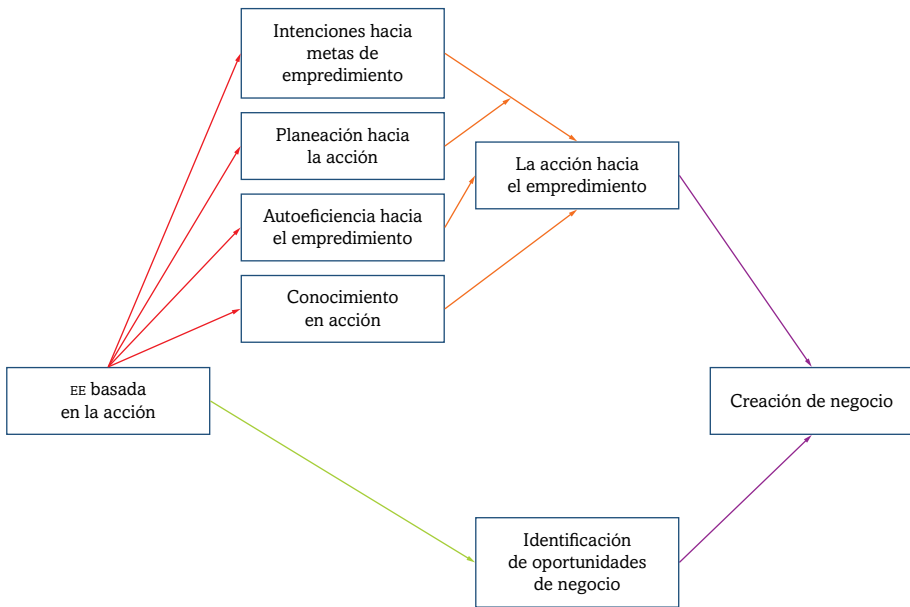 Intenciones hacia
metas de
empredimiento
Planeación hacia
la acción
La acción hacia
el empredimiento
Autoeficiencia hacia
el empredimiento
Conocimiento
en acción
EE basada
en la acción
Creación de negocio
Identificación
de oportunidades
de negocio